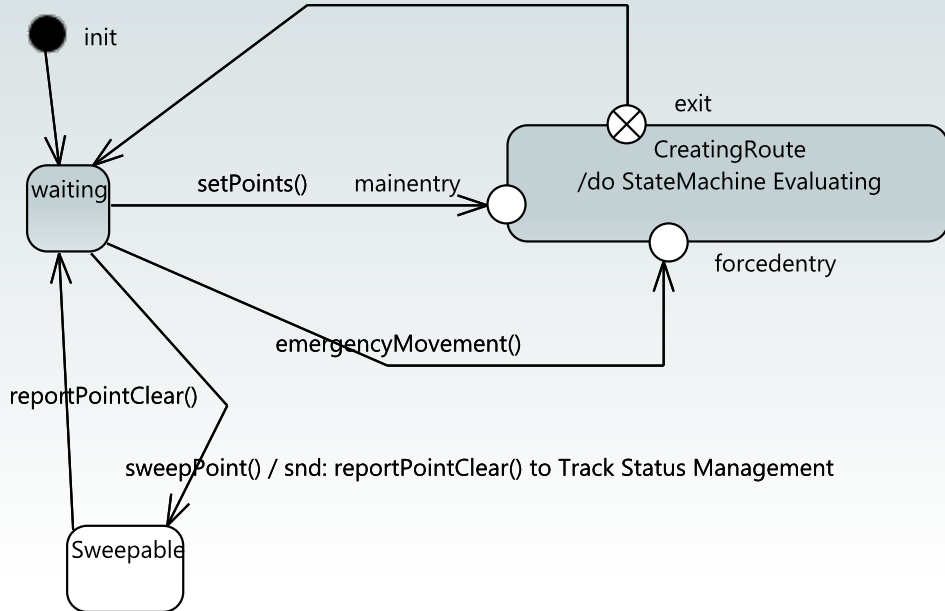 init
exit
CreatingRoute
/do StateMachine Evaluating
waiting
setPoints()
mainentry
forcedentry
emergencyMovement()
reportPointClear()
sweepPoint() / snd: reportPointClear() to Track Status Management
Sweepable